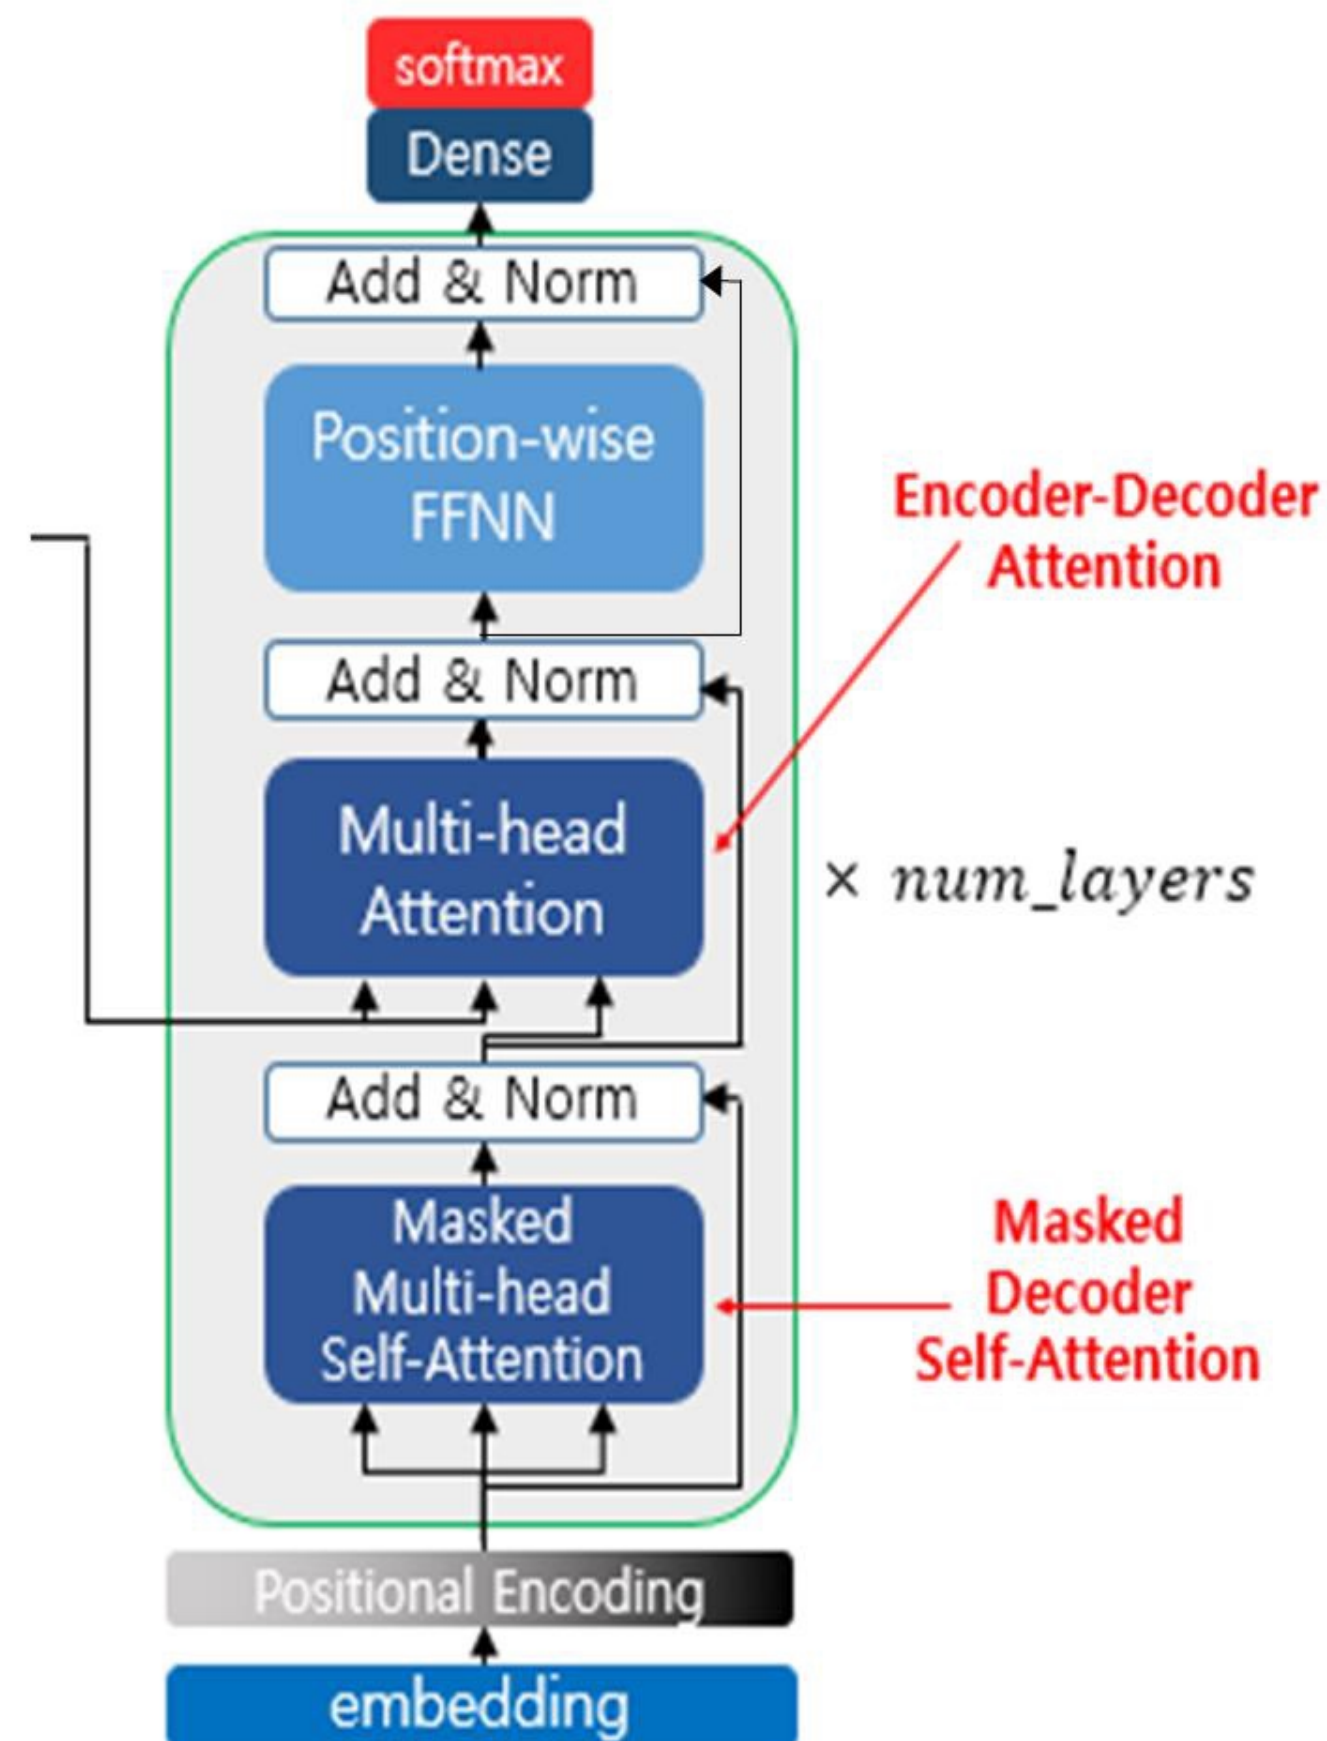 softmax
Dense
Add & Norm
Position-wise
FFNN
Encoder-Decoder
Attention
Add & Norm
Multi-head
Attention
× num_layers
Add & Norm
Masked
Multi-head
Self-Attention
Masked
Decoder
Self-Attention
Positional Encoding
embedding